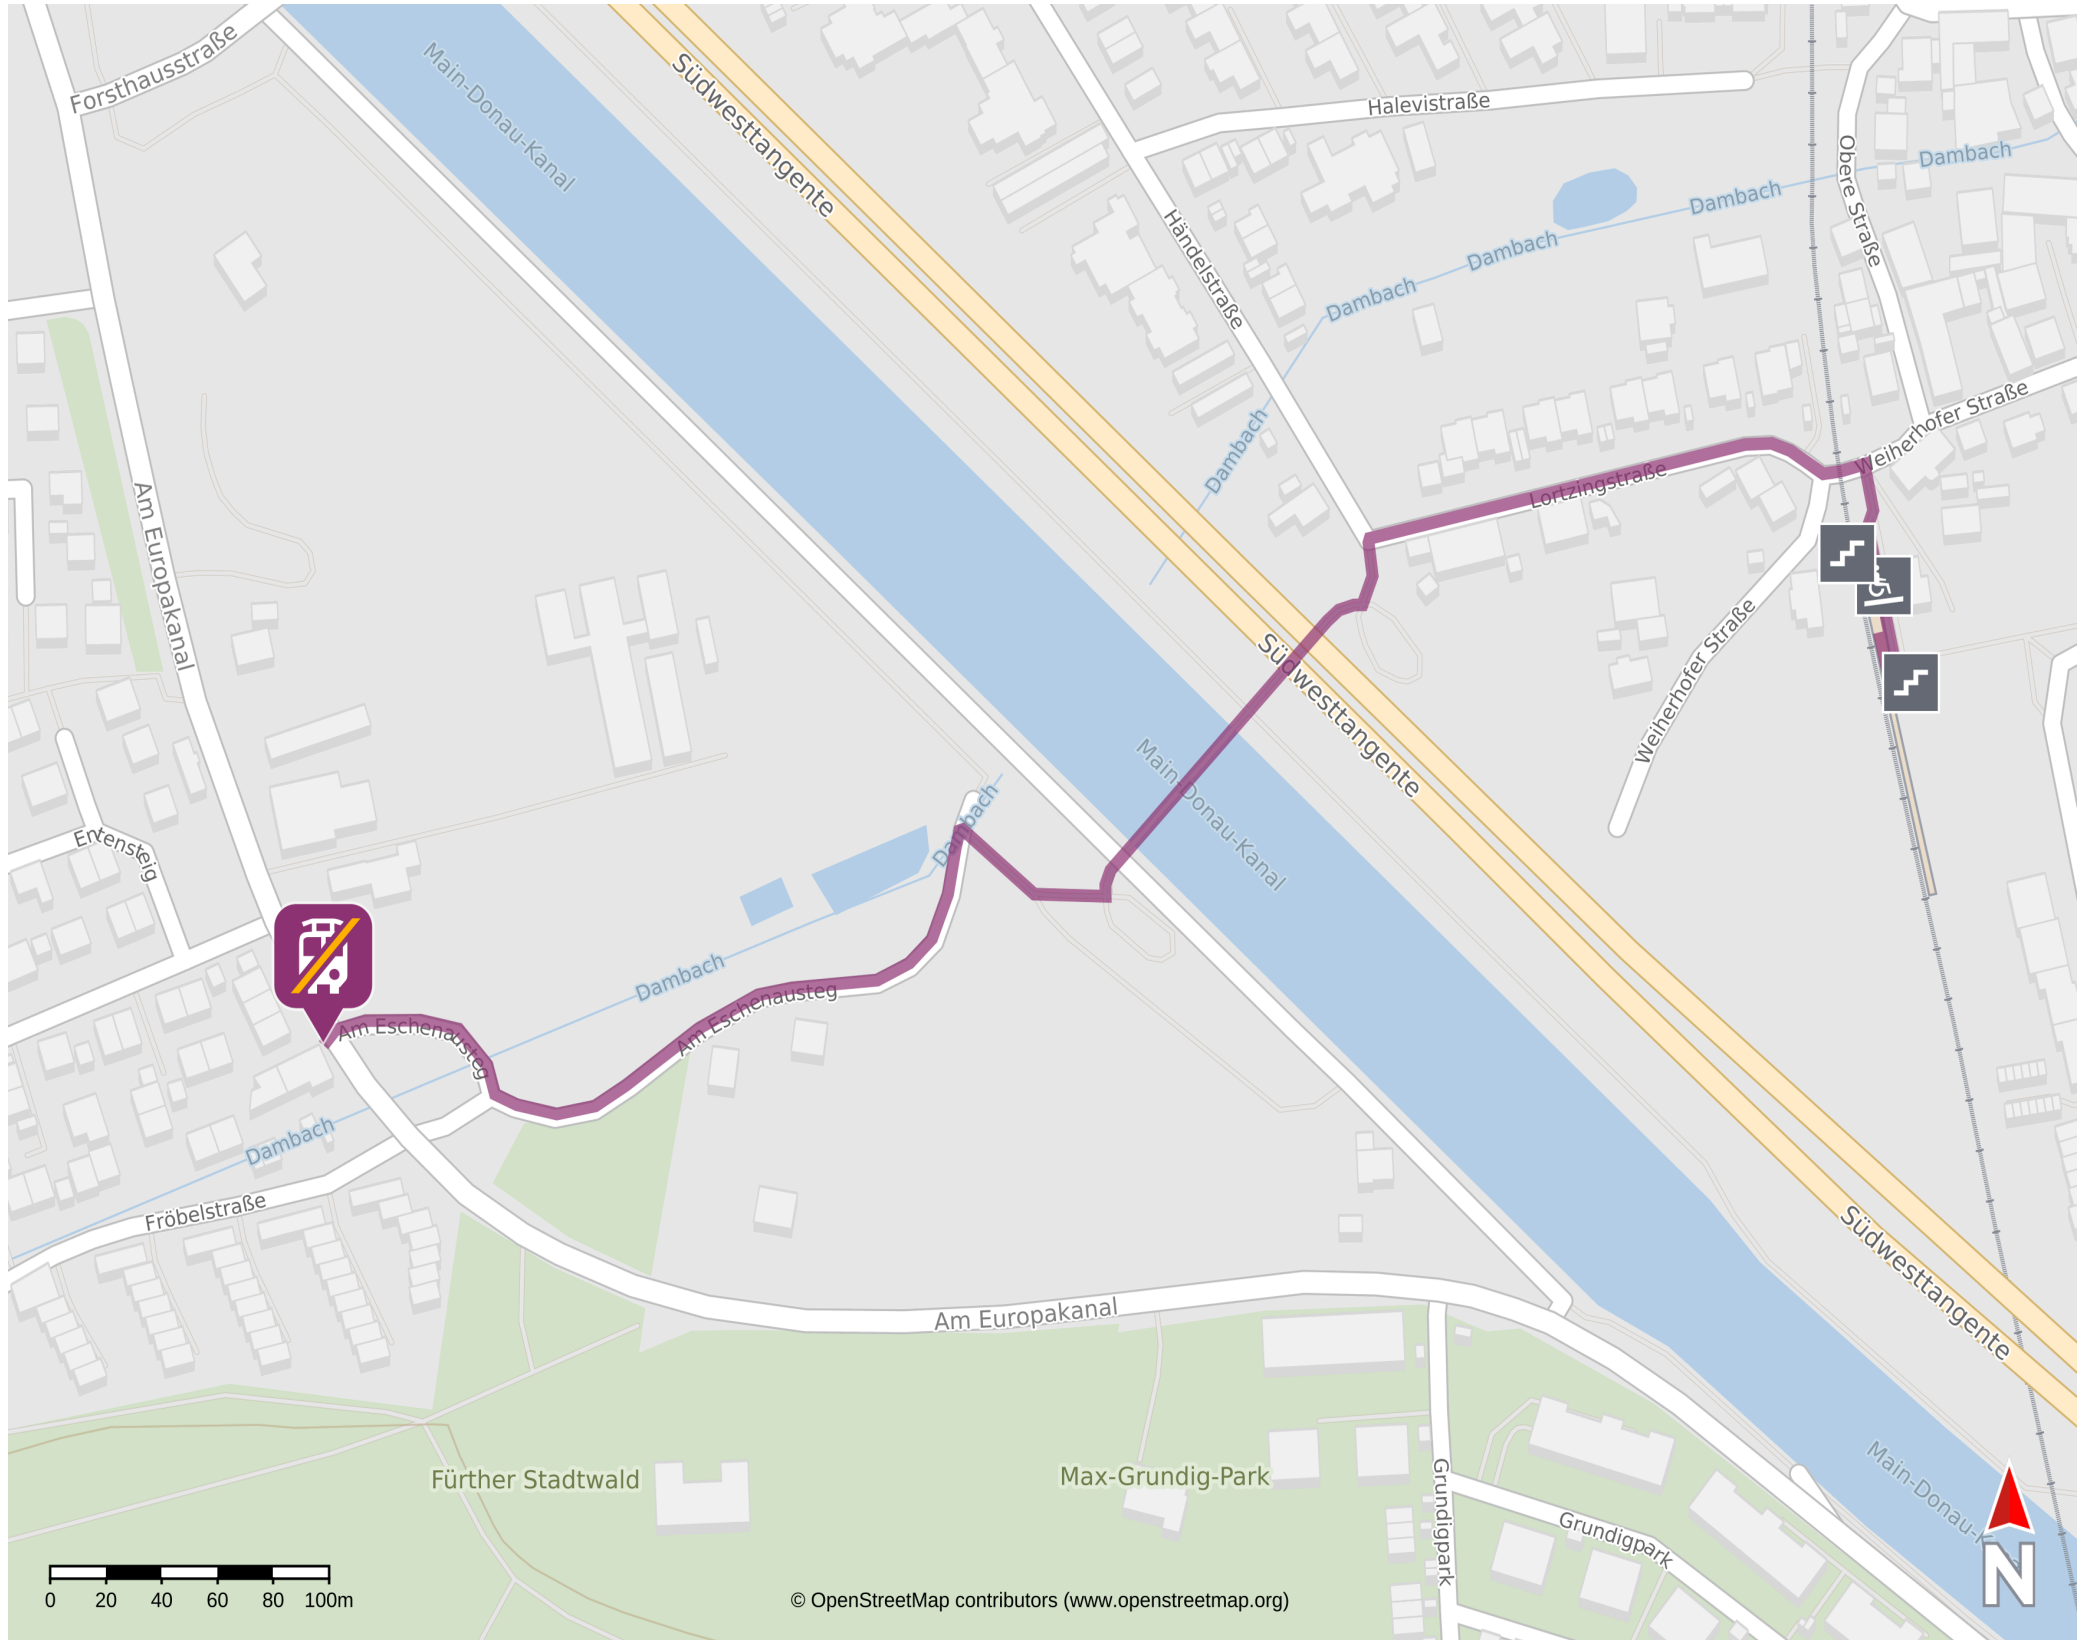 Forsthausstraße
Main-Donau-Kanal
Südwesttangente
Halevistraße
Obere Straße
Dambach
Dambach
Dambach
Dambach
Händelstraße
Dambach
Weiherhofer Straße
Lortzingstraße
Am Europakanal
Südwesttangente
Weiherhofer Straße
Main-Donau-Kanal
Entensteig
Dambach
Dambach
Am Eschenausteg
Am Eschenausteg
Dambach
Fröbelstraße
Am Europakanal
Südwesttangente
Fürther Stadtwald
Max-Grundig-Park
Grundigpark
Grundigpark
Main-Donau-K
N
0 20 40 60 80 100m
© OpenStreetMap contributors (www.openstreetmap.org)